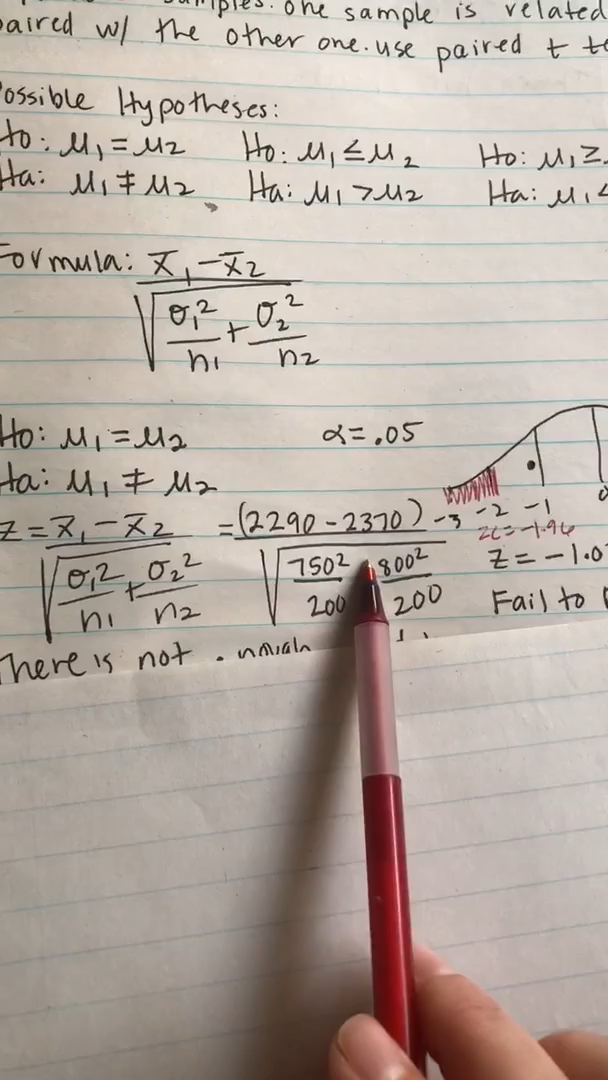 samples. One sample is related
paired w/ the other one. use paired t te
Possible Hypotheses:
Ho: μ₁ = μ₂ Ho: μ₁ ≤ μ₂ Ho: μ₁ ≥
Ha: μ₁ ≠ μ₂ Ha: μ₁ > μ₂ Ha: μ₁ <
Formula: x̄₁ - x̄₂
√ σ₁²/n₁ + σ₂²/n₂
Ho: μ₁ = μ₂ α = .05
Ha: μ₁ ≠ μ₂
z = x̄₁ - x̄₂ = (2290 - 2370) -3 -2 -1 0
zc = -1.96
√ σ₁²/n₁ + σ₂²/n₂ √ 750²/200 800²/200 z = -1.0
Fail to
There is not enough